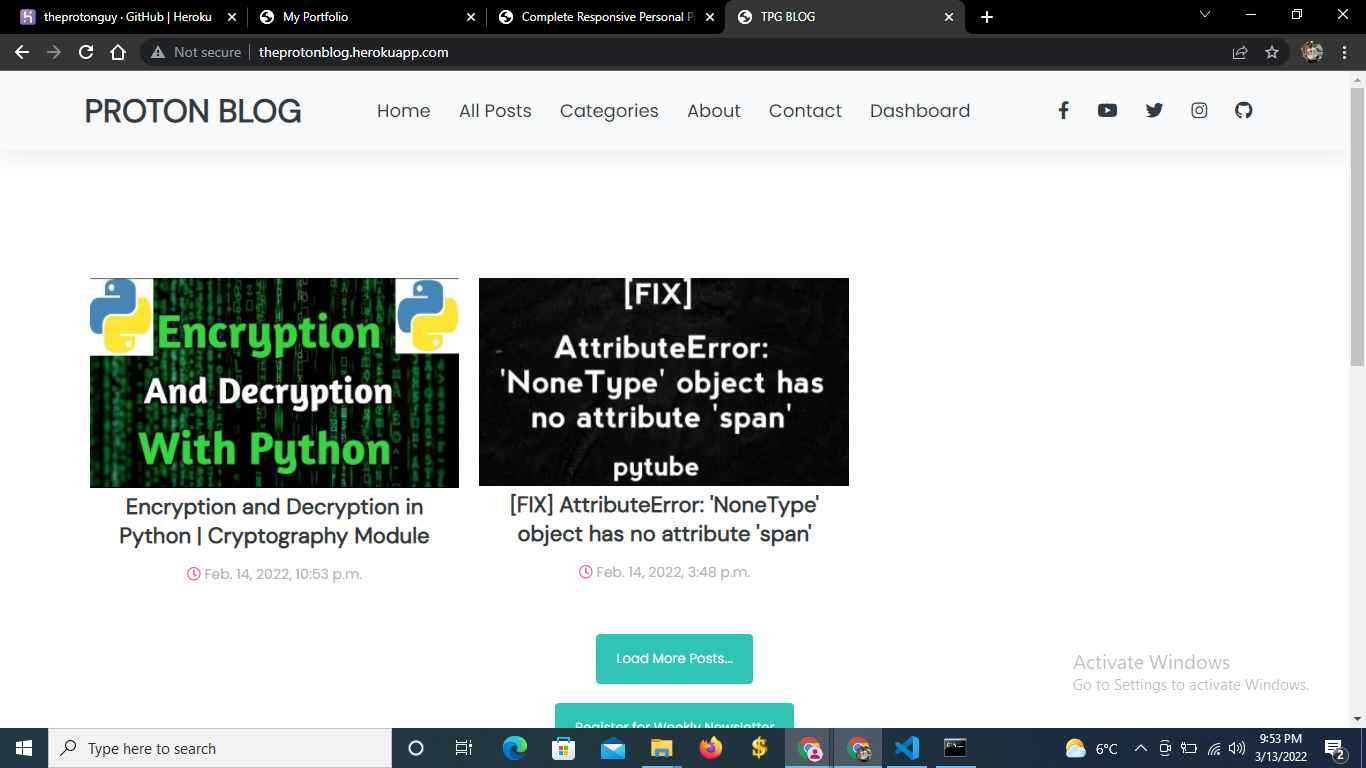 theprotonguy · GitHub | Heroku
My Portfolio
Complete Responsive Personal
TPG BLOG
Not secure
theprotonblog.herokuapp.com
PROTON BLOG
Home
All Posts
Categories
About
Contact
Dashboard
Encryption
And Decryption
With Python
[FIX]
AttributeError:
'NoneType' object has
no attribute 'span'
pytube
Encryption and Decryption in
Python | Cryptography Module
Feb. 14, 2022, 10:53 p.m.
[FIX] AttributeError: 'NoneType'
object has no attribute 'span'
Feb. 14, 2022, 3:48 p.m.
Load More Posts...
Register for Weekly Newsletter
Activate Windows
Go to Settings to activate Windows.
Type here to search
6°C
9:53 PM
3/13/2022
2